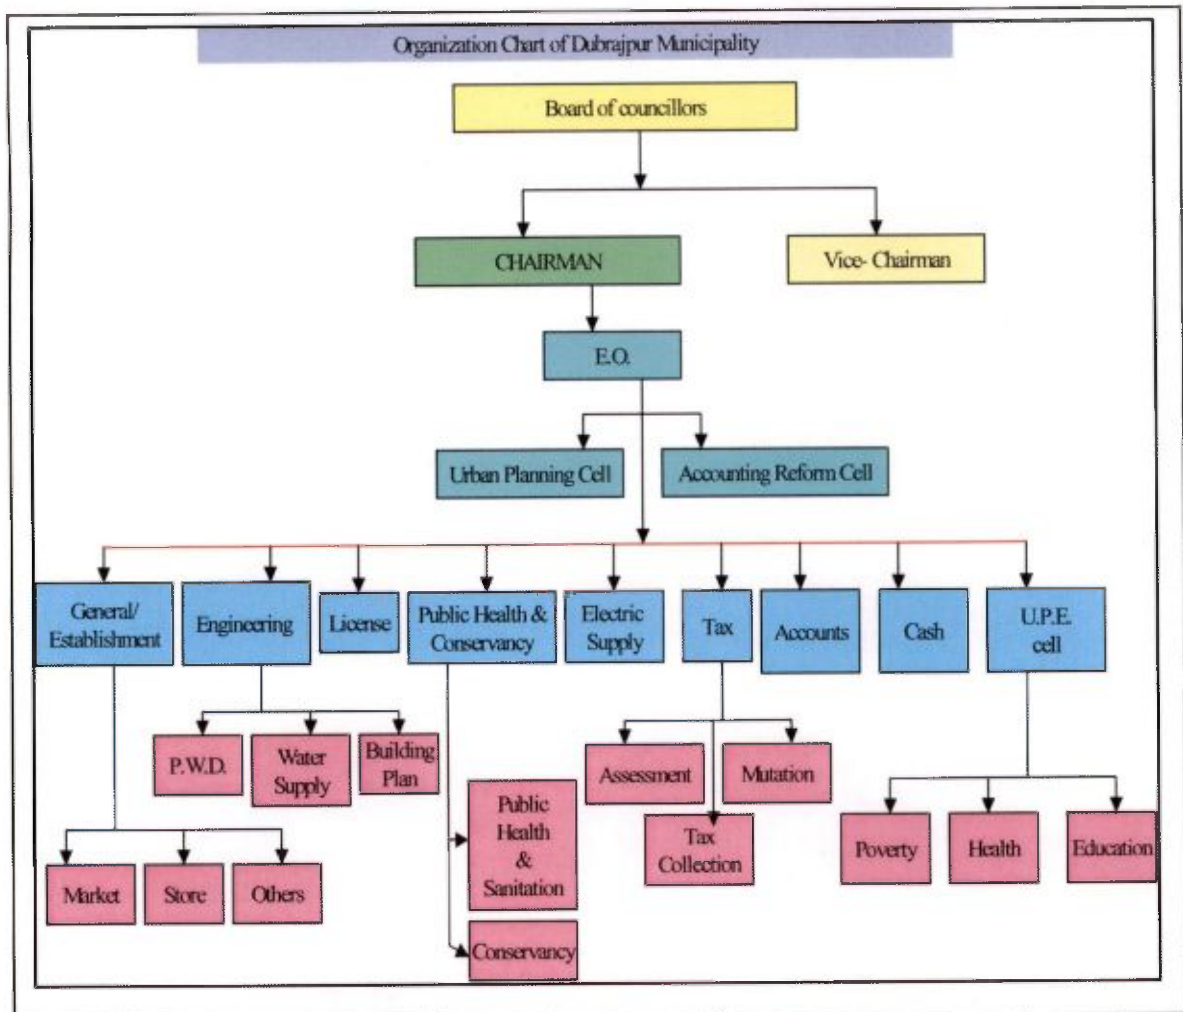 Organization Chart of Dubrajpur Municipality
Board of councillors
CHAIRMAN
Vice- Chairman
E.O.
Urban Planning Cell
Accounting Reform Cell
General/
Establishment
Engineering
License
Public Health &
Conservancy
Electric
Supply
Tax
Accounts
Cash
U.P.E.
cell
P.W.D.
Water
Supply
Building
Plan
Assessment
Mutation
Tax
Collection
Public
Health
&
Sanitation
Conservancy
Market
Store
Others
Poverty
Health
Education